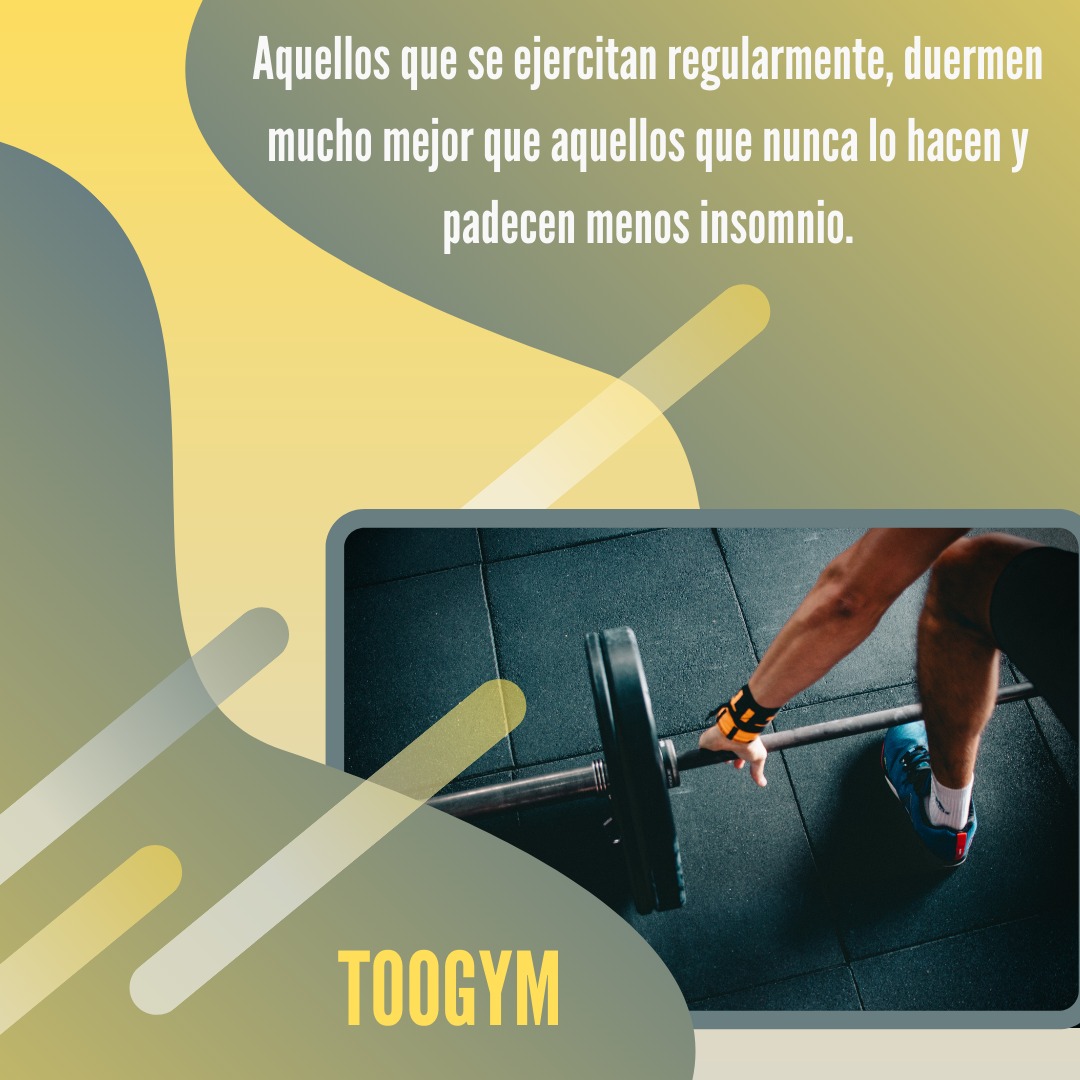 Aquellos que se ejercitan regularmente, duermen
mucho mejor que aquellos que nunca lo hacen y
padecen menos insomnio.
TOOGYM